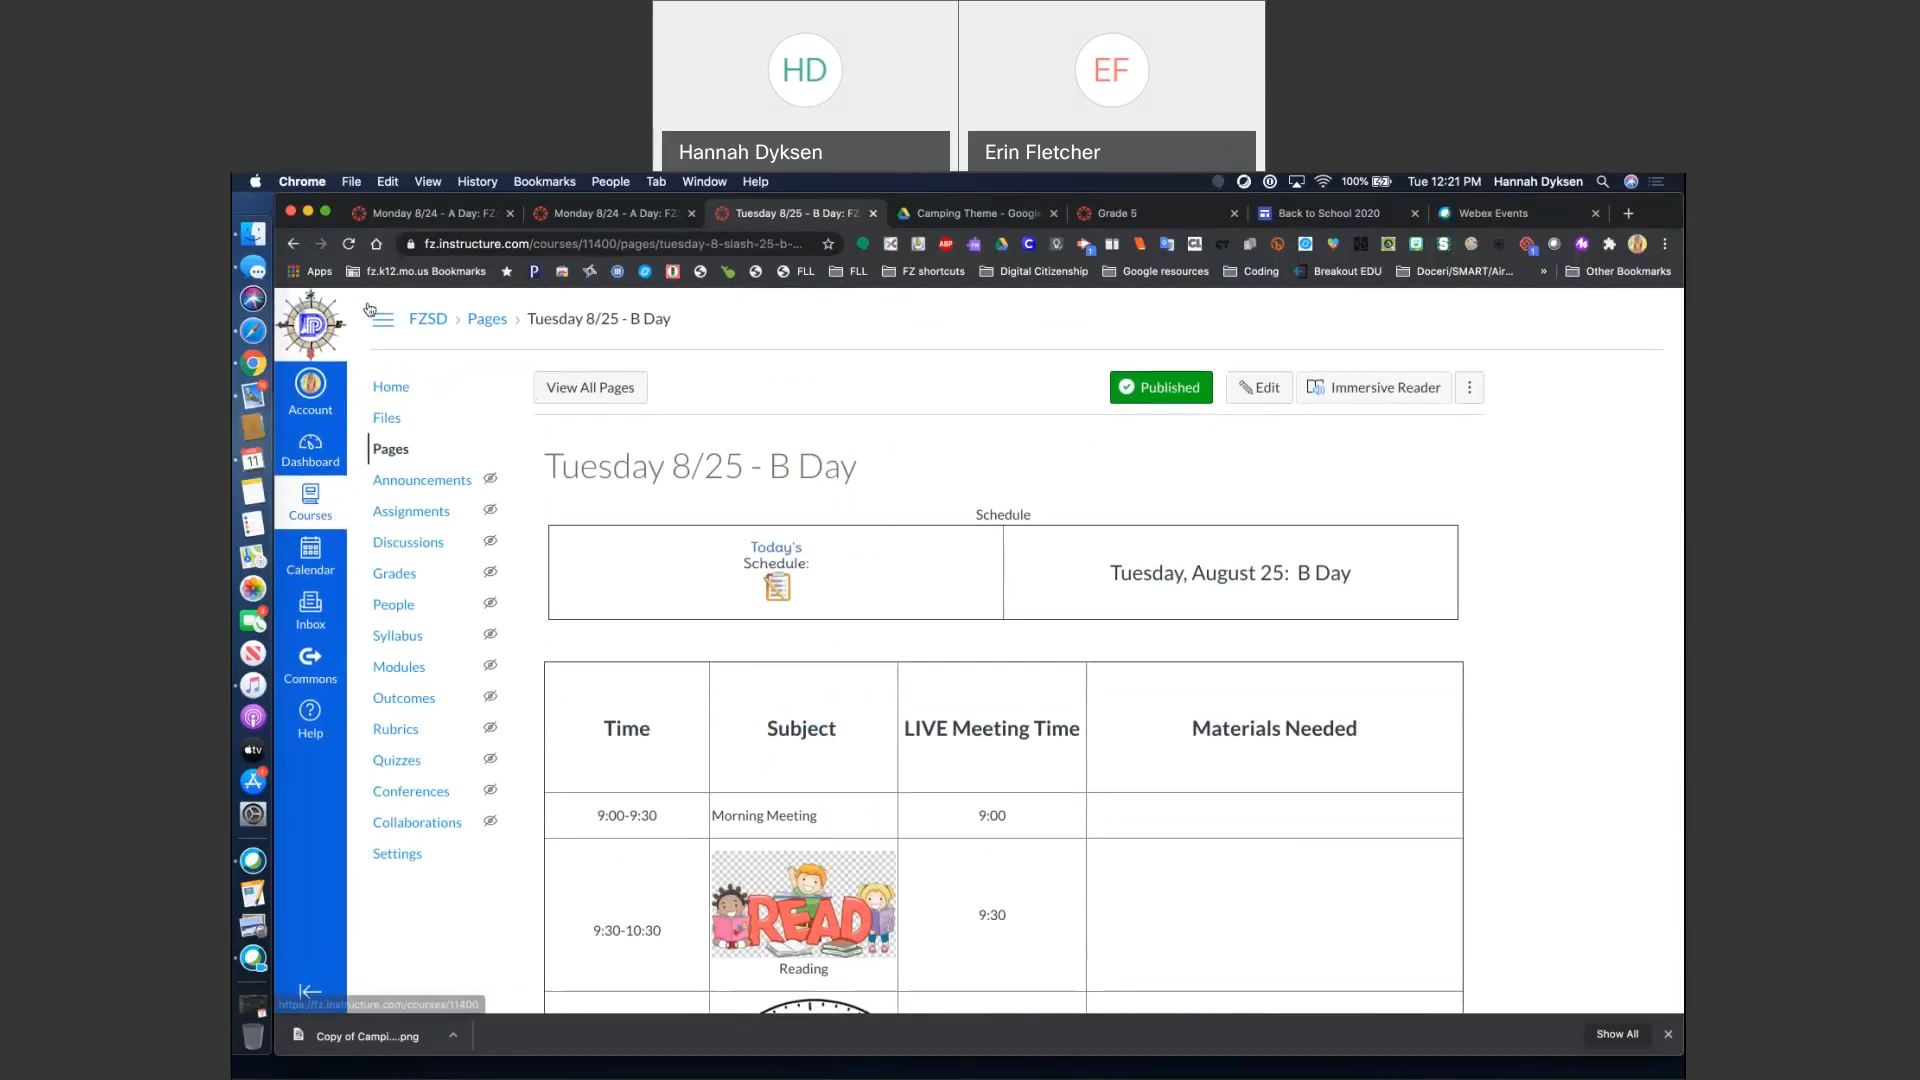 HD
EF
Hannah Dyksen
Erin Fletcher
Chrome File Edit View History Bookmarks People Tab Window Help
100% Tue 12:21 PM Hannah Dyksen
Monday 8/24 - A Day: FZ
Monday 8/24 - A Day: FZ
Tuesday 8/25 - B Day: FZ
Camping Theme - Google
Grade 5
Back to School 2020
Webex Events
fz.instructure.com/courses/11400/pages/tuesday-8-slash-25-b-...
Apps fz.k12.mo.us Bookmarks FLL FLL FZ shortcuts Digital Citizenship Google resources Coding Breakout EDU Doceri/SMART/Air... » Other Bookmarks
FZSD › Pages › Tuesday 8/25 - B Day
Account
Dashboard
Courses
Calendar
Inbox
Commons
Help
Home
Files
Pages
Announcements
Assignments
Discussions
Grades
People
Syllabus
Modules
Outcomes
Rubrics
Quizzes
Conferences
Collaborations
Settings
View All Pages
Published
Edit
Immersive Reader
Tuesday 8/25 - B Day
Schedule
Today's
Schedule:
Tuesday, August 25: B Day
Time Subject LIVE Meeting Time Materials Needed
9:00-9:30 Morning Meeting 9:00
9:30-10:30 READ 9:30
Reading
https://fz.instructure.com/courses/11400
Copy of Campi....png
Show All